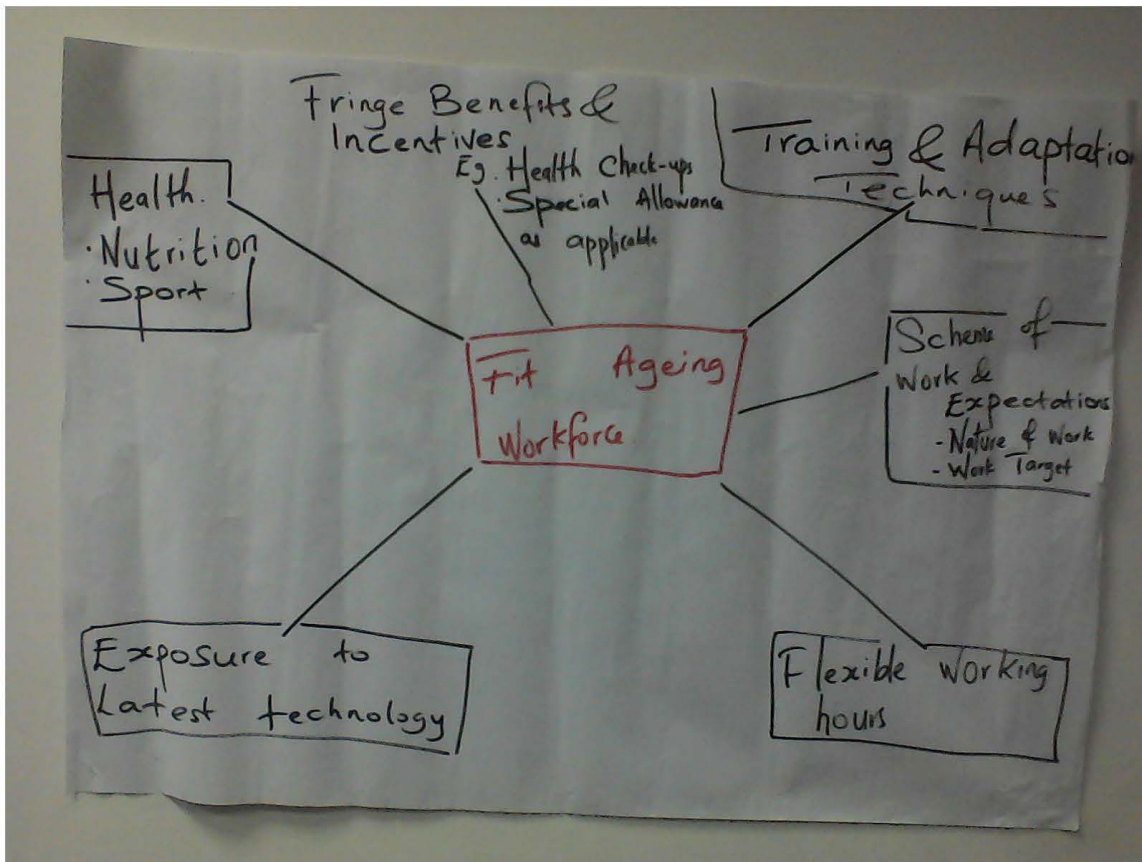 Fringe Benefits &
Incentives
Eg. Health Check-ups
· Special Allowance
as applicable
Training & Adaptation
Techniques
Health.
· Nutrition
· Sport
Scheme of
Work &
Expectations
- Nature of Work
- Work Target
Fit Ageing
Workforce
Exposure to
Latest technology
Flexible Working
hours